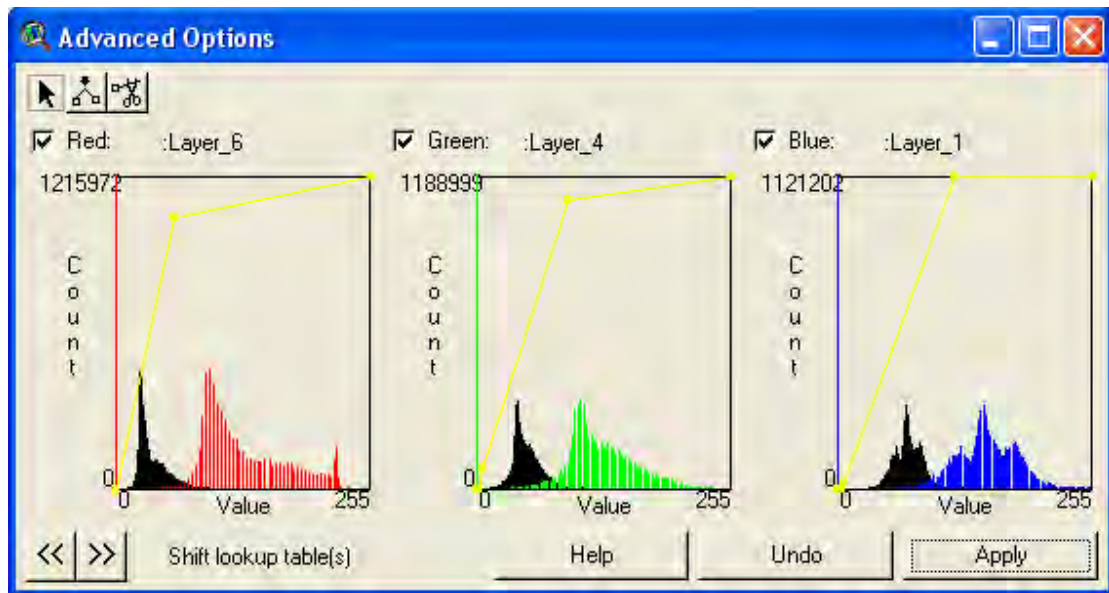 Advanced Options
Red: :Layer_6
Green: :Layer_4
Blue: :Layer_1
1215972
Count
0
0 Value 255
1188999
Count
0
0 Value 255
1121202
Count
0
0 Value 255
<< >> Shift lookup table(s) Help Undo Apply